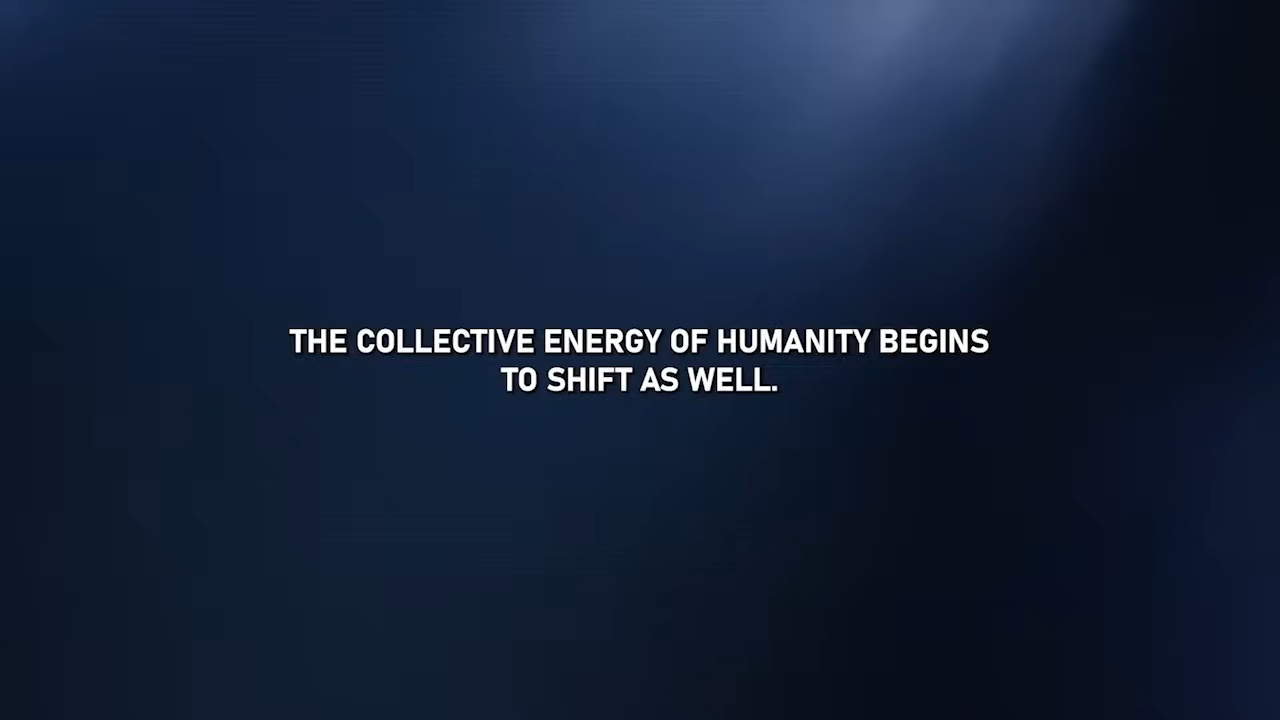 THE COLLECTIVE ENERGY OF HUMANITY BEGINS
TO SHIFT AS WELL.